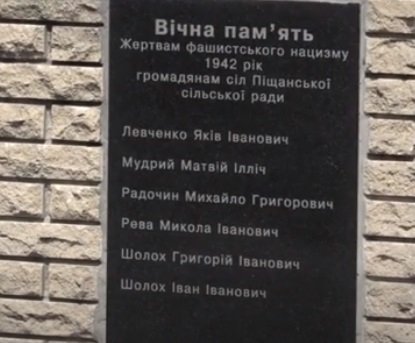 Вічна пам'ять
Жертвам фашистського нацизму
1942 рік
громадянам сіл Піщанської
сільської ради
Левченко Яків Іванович
Мудрий Матвій Ілліч
Радочин Михайло Григорович
Рева Микола Іванович
Шолох Григорій Іванович
Шолох Іван Іванович